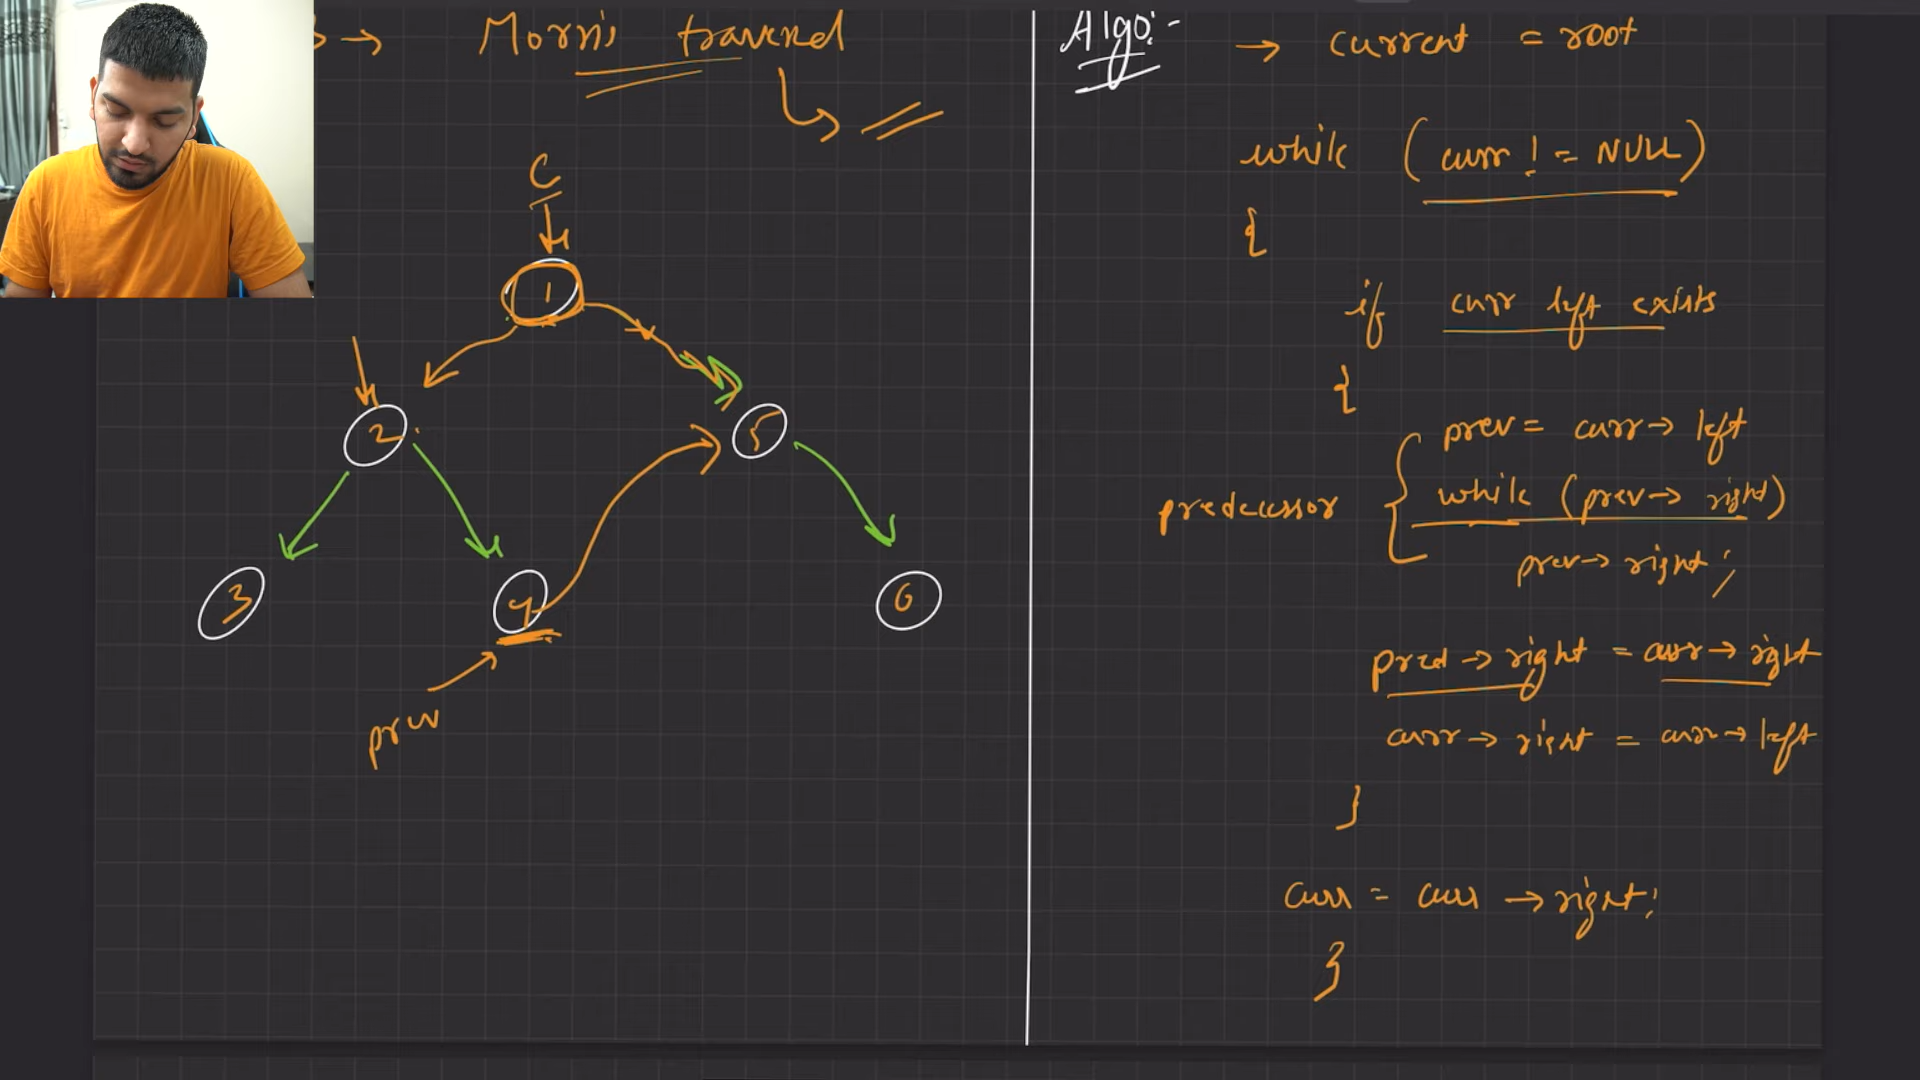 → Morris traversal
C
1
2
5
3
4
6
prev
Algo:-
→ current = root
while (curr != NULL)
{
if curr left exists
{
prev = curr → left
predecessor
while (prev → right)
prev → right;
pred → right = curr → right
curr → right = curr → left
}
curr = curr → right;
}